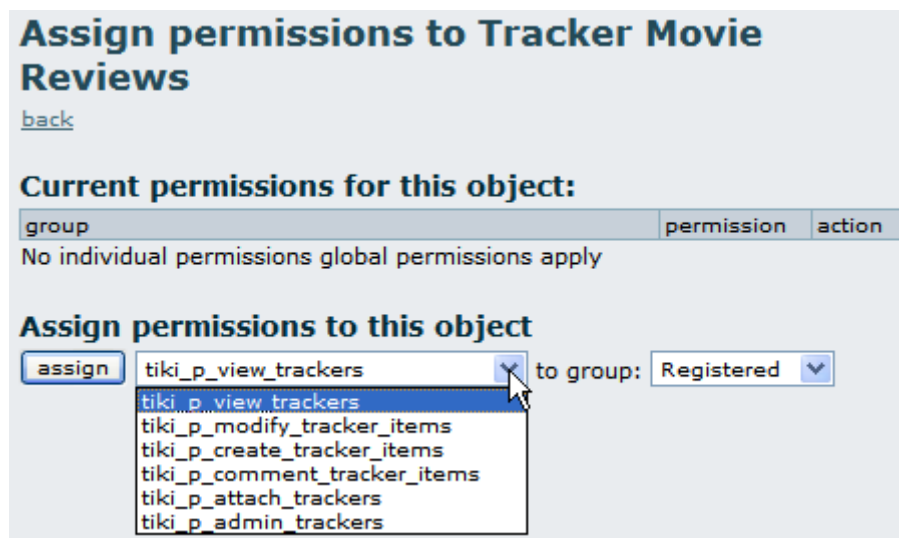 Assign permissions to Tracker Movie
Reviews
back
Current permissions for this object:
group permission action
No individual permissions global permissions apply
Assign permissions to this object
assign tiki_p_view_trackers to group: Registered
tiki_p_view_trackers
tiki_p_modify_tracker_items
tiki_p_create_tracker_items
tiki_p_comment_tracker_items
tiki_p_attach_trackers
tiki_p_admin_trackers